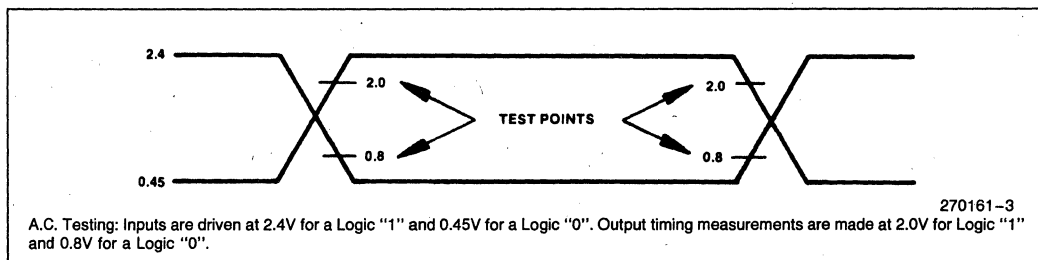 2.4
2.0
2.0
TEST POINTS
0.8
0.8
0.45
270161-3
A.C. Testing: Inputs are driven at 2.4V for a Logic "1" and 0.45V for a Logic "0". Output timing measurements are made at 2.0V for Logic "1"
and 0.8V for a Logic "0".